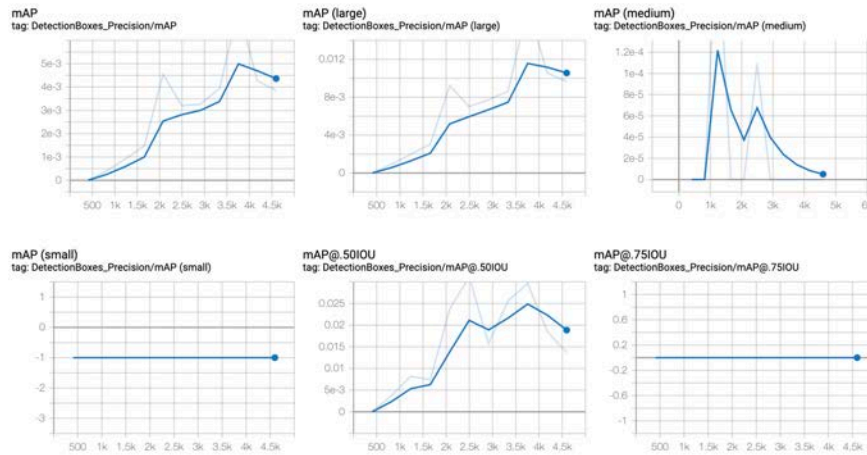 mAP
tag: DetectionBoxes_Precision/mAP
5e-3
4e-3
3e-3
2e-3
1e-3
0
500 1k 1.5k 2k 2.5k 3k 3.5k 4k 4.5k
mAP (large)
tag: DetectionBoxes_Precision/mAP (large)
0.012
8e-3
4e-3
0
500 1k 1.5k 2k 2.5k 3k 3.5k 4k 4.5k
mAP (medium)
tag: DetectionBoxes_Precision/mAP (medium)
1.2e-4
1e-4
8e-5
6e-5
4e-5
2e-5
0
0 1k 2k 3k 4k 5k
mAP (small)
tag: DetectionBoxes_Precision/mAP (small)
1
0
-1
-2
-3
500 1k 1.5k 2k 2.5k 3k 3.5k 4k 4.5k
mAP@.50IOU
tag: DetectionBoxes_Precision/mAP@.50IOU
0.025
0.02
0.015
0.01
5e-3
0
500 1k 1.5k 2k 2.5k 3k 3.5k 4k 4.5k
mAP@.75IOU
tag: DetectionBoxes_Precision/mAP@.75IOU
1
0.6
0.2
-0.2
-0.6
-1
500 1k 1.5k 2k 2.5k 3k 3.5k 4k 4.5k